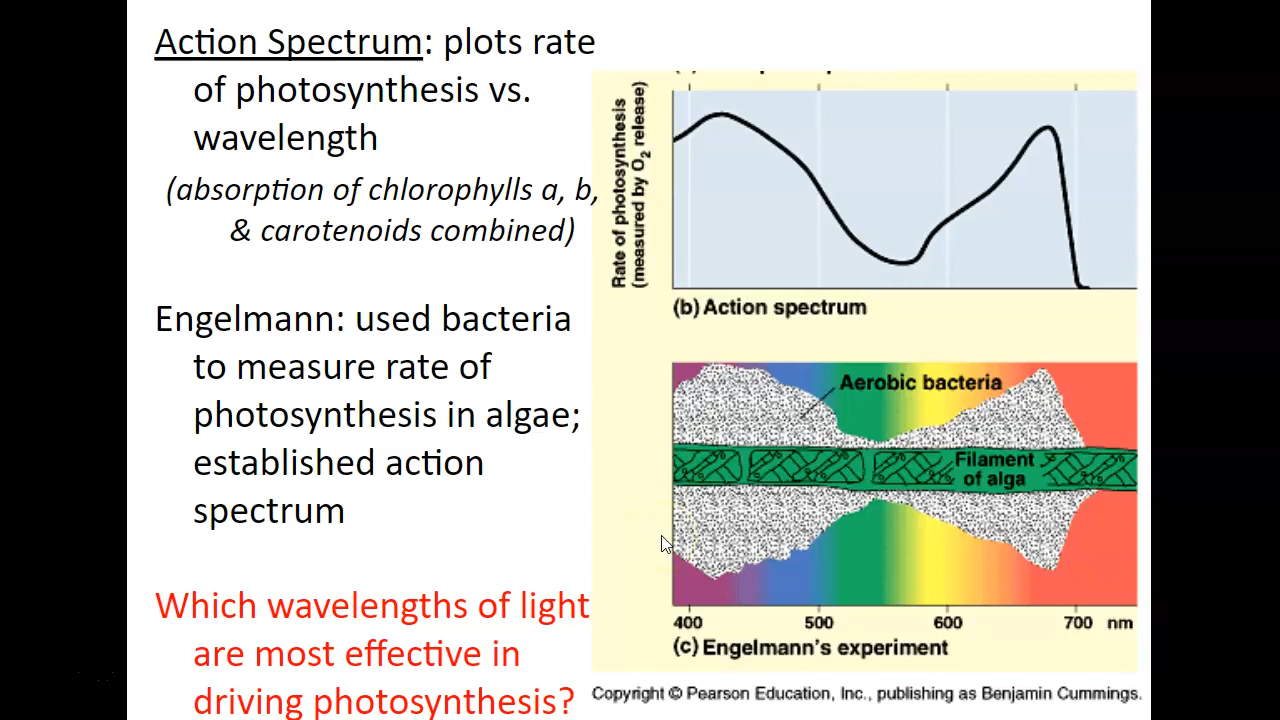 Action Spectrum: plots rate
of photosynthesis vs.
wavelength
(absorption of chlorophylls a, b,
& carotenoids combined)
Engelmann: used bacteria
to measure rate of
photosynthesis in algae;
established action
spectrum
Which wavelengths of light
are most effective in
driving photosynthesis?
Rate of photosynthesis
(measured by O2 release)
(b) Action spectrum
Aerobic bacteria
Filament
of alga
400 500 600 700 nm
(c) Engelmann's experiment
Copyright © Pearson Education, Inc., publishing as Benjamin Cummings.